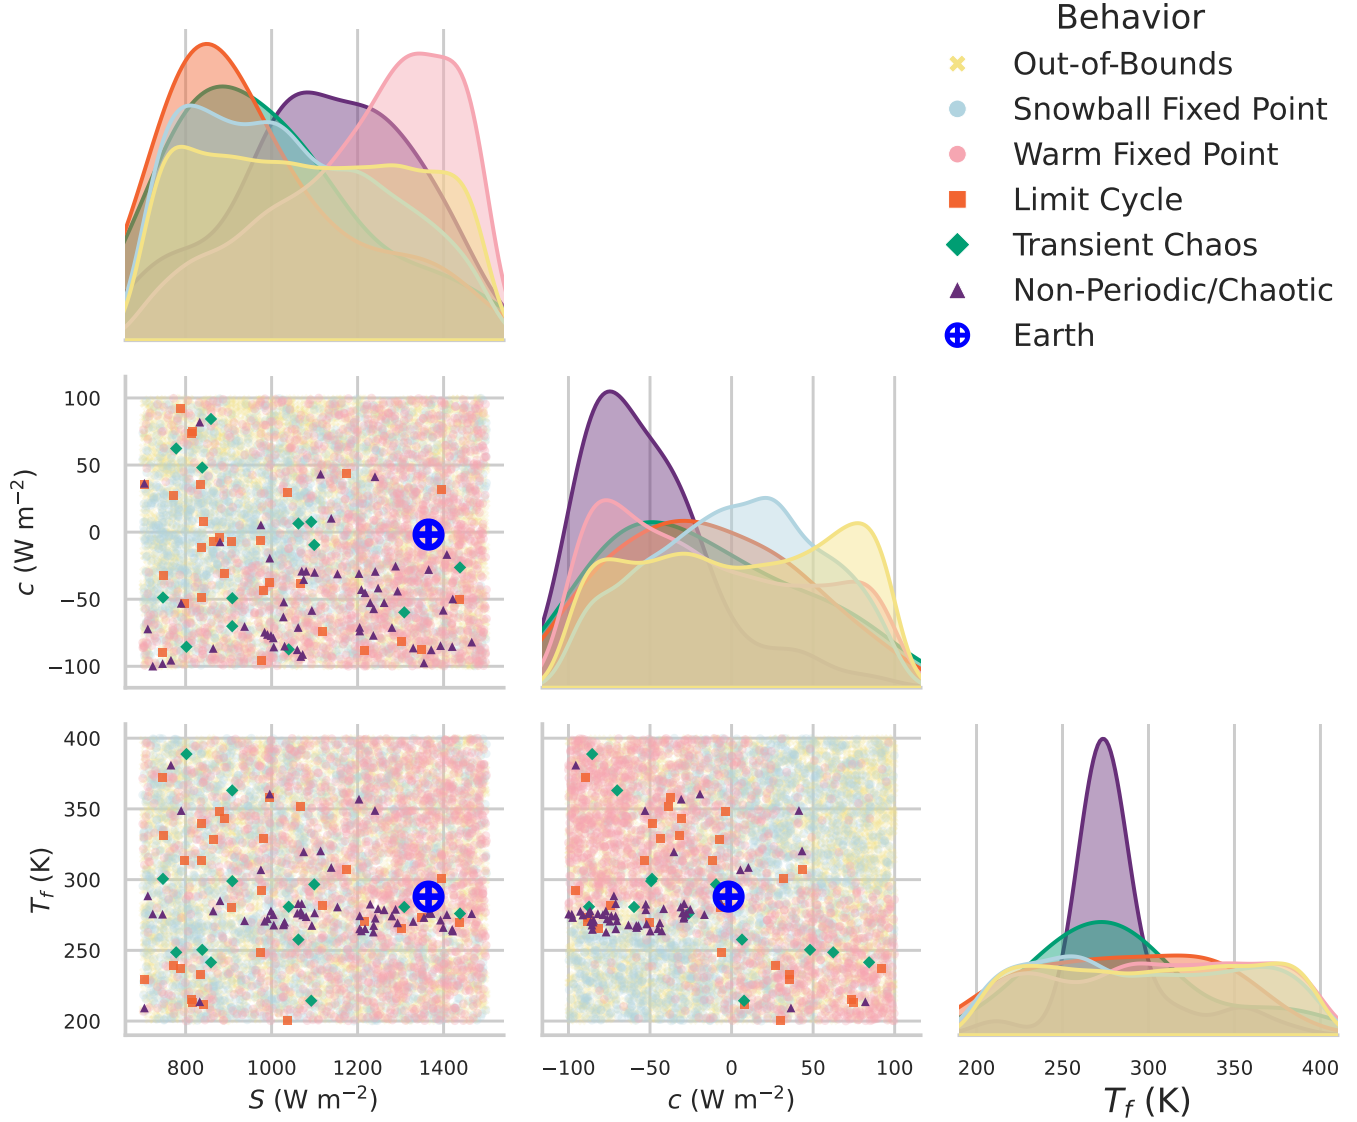 Behavior
Out-of-Bounds
Snowball Fixed Point
Warm Fixed Point
Limit Cycle
Transient Chaos
Non-Periodic/Chaotic
Earth
100
50
0
−50
−100
c (W m⁻²)
400
350
300
250
200
T_f (K)
800 1000 1200 1400
−100 −50 0 50 100
200 250 300 350 400
S (W m⁻²)
c (W m⁻²)
T_f (K)